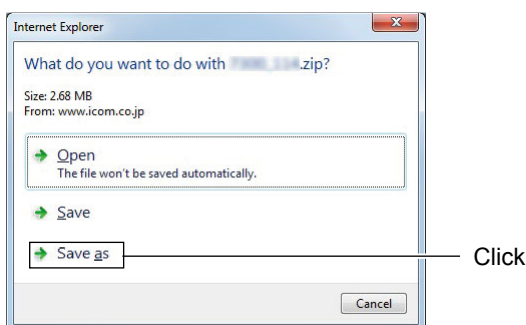 Internet Explorer
What do you want to do with .zip?
Size: 2.68 MB
From: www.icom.co.jp
Open
The file won't be saved automatically.
Save
Save as
Click
Cancel